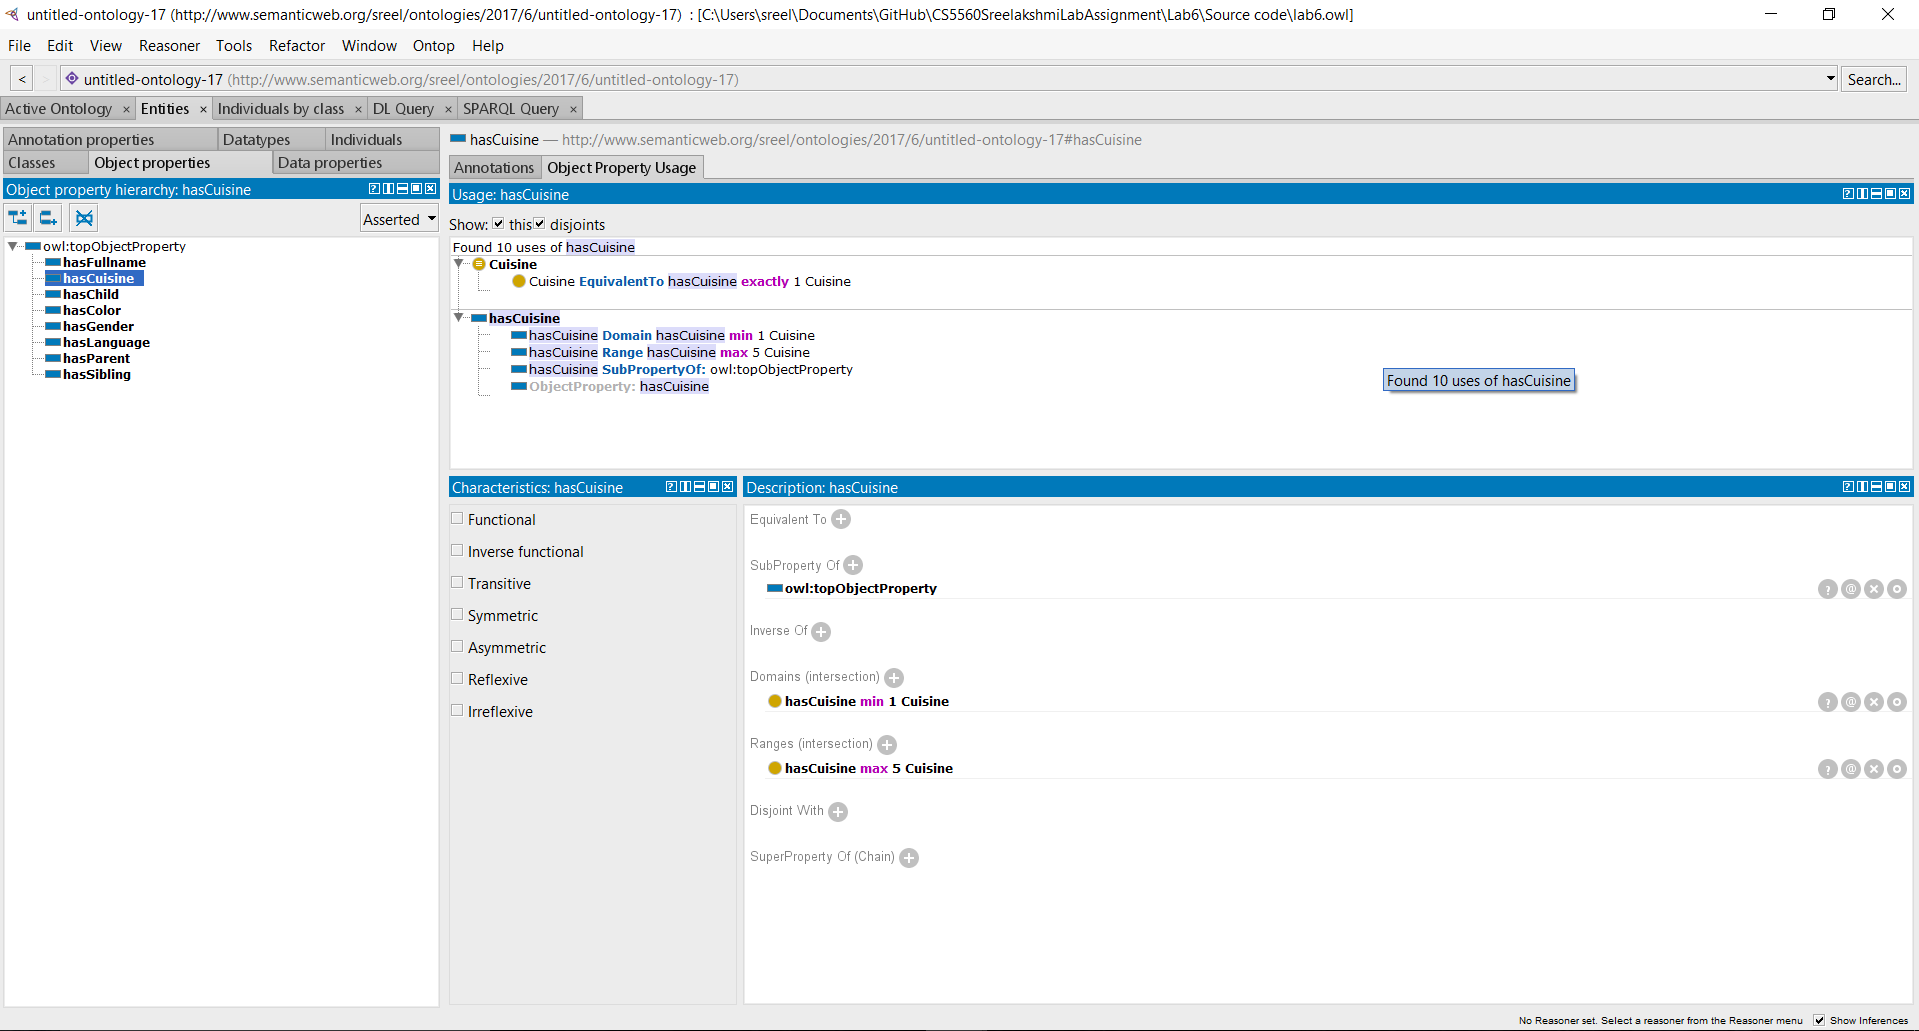 untitled-ontology-17 (http://www.semanticweb.org/sreel/ontologies/2017/6/untitled-ontology-17) : [C:\Users\sreel\Documents\GitHub\CS5560SreelakshmiLabAssignment\Lab6\Source code\lab6.owl]
File Edit View Reasoner Tools Refactor Window Ontop Help
< > untitled-ontology-17 (http://www.semanticweb.org/sreel/ontologies/2017/6/untitled-ontology-17) Search...
Active Ontology × Entities × Individuals by class × DL Query × SPARQL Query ×
Annotation properties Datatypes Individuals
Classes Object properties Data properties
Object property hierarchy: hasCuisine
Asserted
owl:topObjectProperty
hasFullname
hasCuisine
hasChild
hasColor
hasGender
hasLanguage
hasParent
hasSibling
hasCuisine — http://www.semanticweb.org/sreel/ontologies/2017/6/untitled-ontology-17#hasCuisine
Annotations Object Property Usage
Usage: hasCuisine
Show: this disjoints
Found 10 uses of hasCuisine
Cuisine
Cuisine EquivalentTo hasCuisine exactly 1 Cuisine
hasCuisine
hasCuisine Domain hasCuisine min 1 Cuisine
hasCuisine Range hasCuisine max 5 Cuisine
hasCuisine SubPropertyOf: owl:topObjectProperty
ObjectProperty: hasCuisine
Found 10 uses of hasCuisine
Characteristics: hasCuisine
Functional
Inverse functional
Transitive
Symmetric
Asymmetric
Reflexive
Irreflexive
Description: hasCuisine
Equivalent To
SubProperty Of
owl:topObjectProperty
Inverse Of
Domains (intersection)
hasCuisine min 1 Cuisine
Ranges (intersection)
hasCuisine max 5 Cuisine
Disjoint With
SuperProperty Of (Chain)
No Reasoner set. Select a reasoner from the Reasoner menu Show Inferences